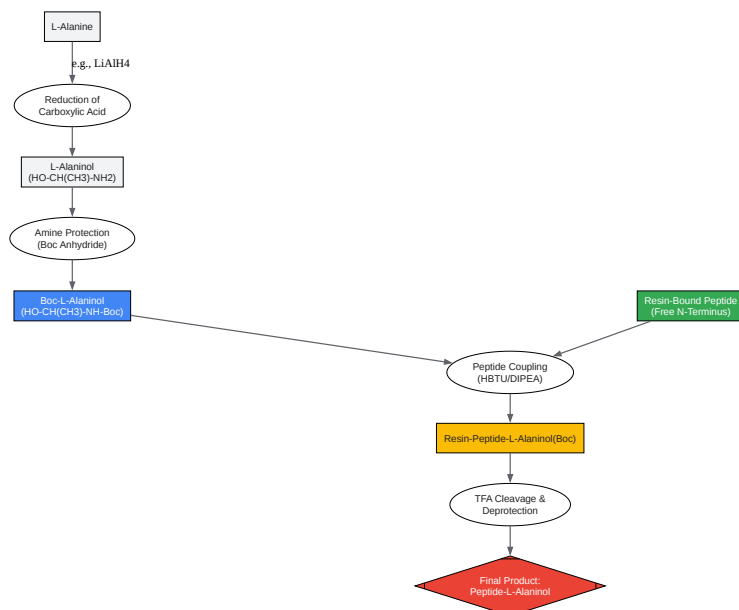 L-Alanine
e.g., LiAlH4
Reduction of
Carboxylic Acid
L-Alaninol
(HO-CH(CH3)-NH2)
Amine Protection
(Boc Anhydride)
Boc-L-Alaninol
(HO-CH(CH3)-NH-Boc)
Resin-Bound Peptide
(Free N-Terminus)
Peptide Coupling
(HBTU/DIPEA)
Resin-Peptide-L-Alaninol(Boc)
TFA Cleavage &
Deprotection
Final Product:
Peptide-L-Alaninol